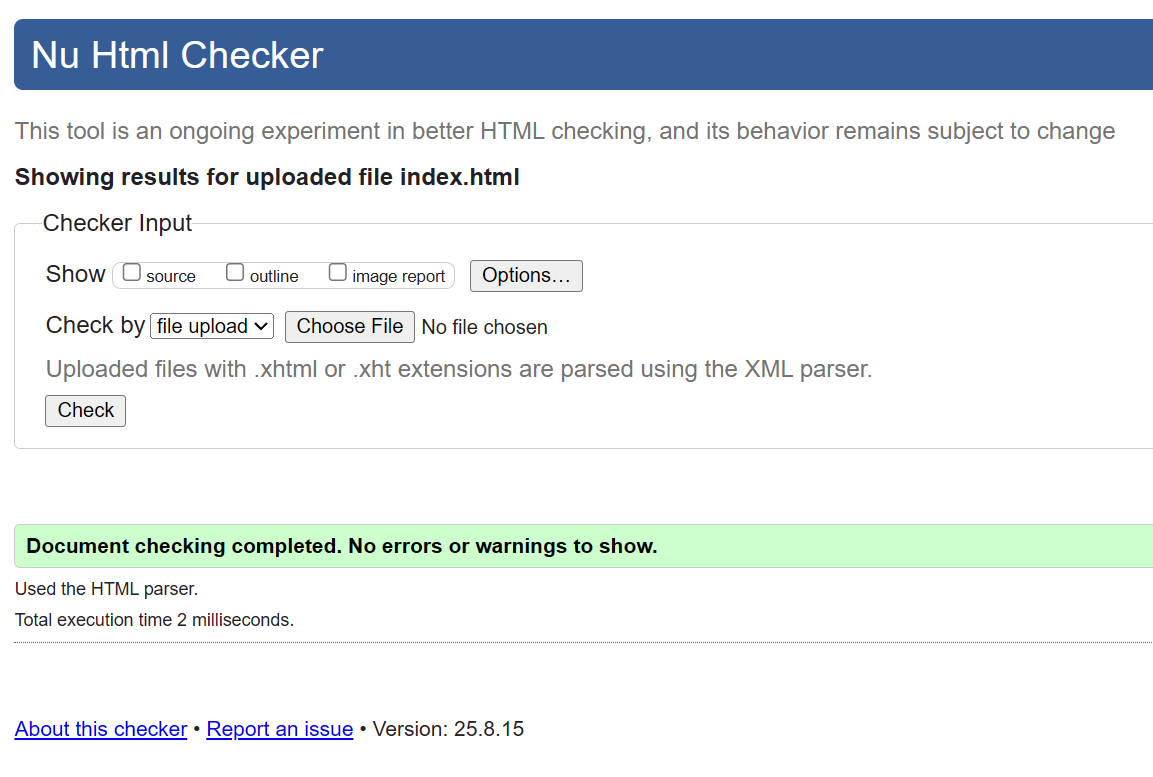 Nu Html Checker
This tool is an ongoing experiment in better HTML checking, and its behavior remains subject to change
Showing results for uploaded file index.html
Checker Input
Show source outline image report Options…
Check by file upload Choose File No file chosen
Uploaded files with .xhtml or .xht extensions are parsed using the XML parser.
Check
Document checking completed. No errors or warnings to show.
Used the HTML parser.
Total execution time 2 milliseconds.
About this checker • Report an issue • Version: 25.8.15